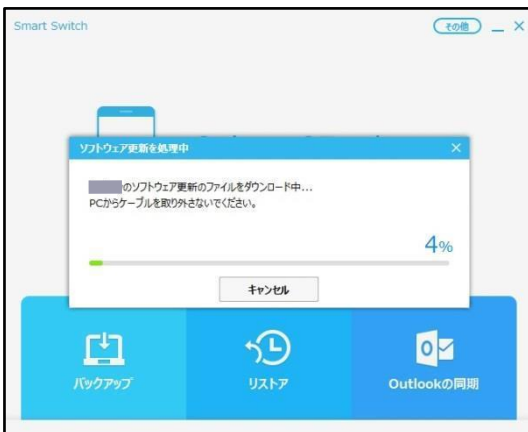 Smart Switch
その他
ソフトウェア更新を処理中
のソフトウェア更新のファイルをダウンロード中...
PCからケーブルを取り外さないでください。
4%
キャンセル
バックアップ
リストア
Outlookの同期